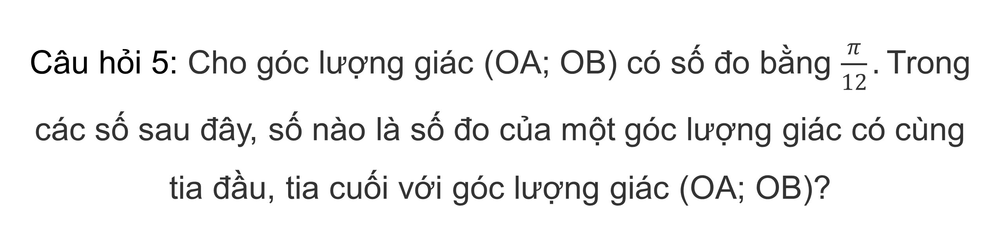 Câu hỏi 5: Cho góc lượng giác (OA; OB) có số đo bằng π/12. Trong
các số sau đây, số nào là số đo của một góc lượng giác có cùng
tia đầu, tia cuối với góc lượng giác (OA; OB)?